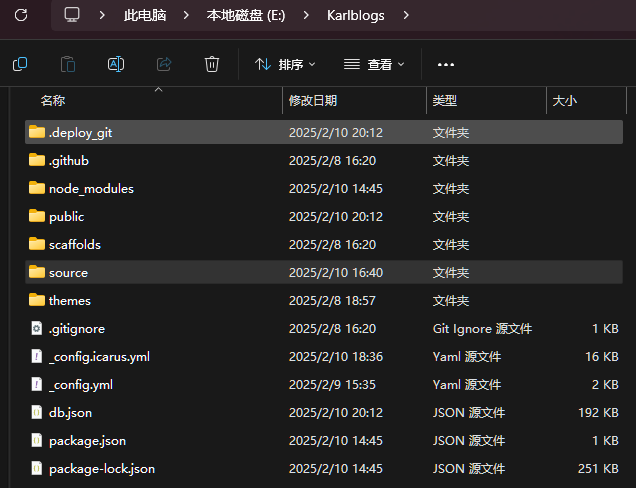 此电脑 本地磁盘 (E:) Karlblogs
排序 查看
名称 修改日期 类型 大小
.deploy_git 2025/2/10 20:12 文件夹
.github 2025/2/8 16:20 文件夹
node_modules 2025/2/10 14:45 文件夹
public 2025/2/10 20:12 文件夹
scaffolds 2025/2/8 16:20 文件夹
source 2025/2/10 16:40 文件夹
themes 2025/2/8 18:57 文件夹
.gitignore 2025/2/8 16:20 Git Ignore 源文件 1 KB
_config.icarus.yml 2025/2/10 18:36 Yaml 源文件 16 KB
_config.yml 2025/2/9 15:35 Yaml 源文件 2 KB
db.json 2025/2/10 20:12 JSON 源文件 192 KB
package.json 2025/2/10 14:45 JSON 源文件 1 KB
package-lock.json 2025/2/10 14:45 JSON 源文件 251 KB